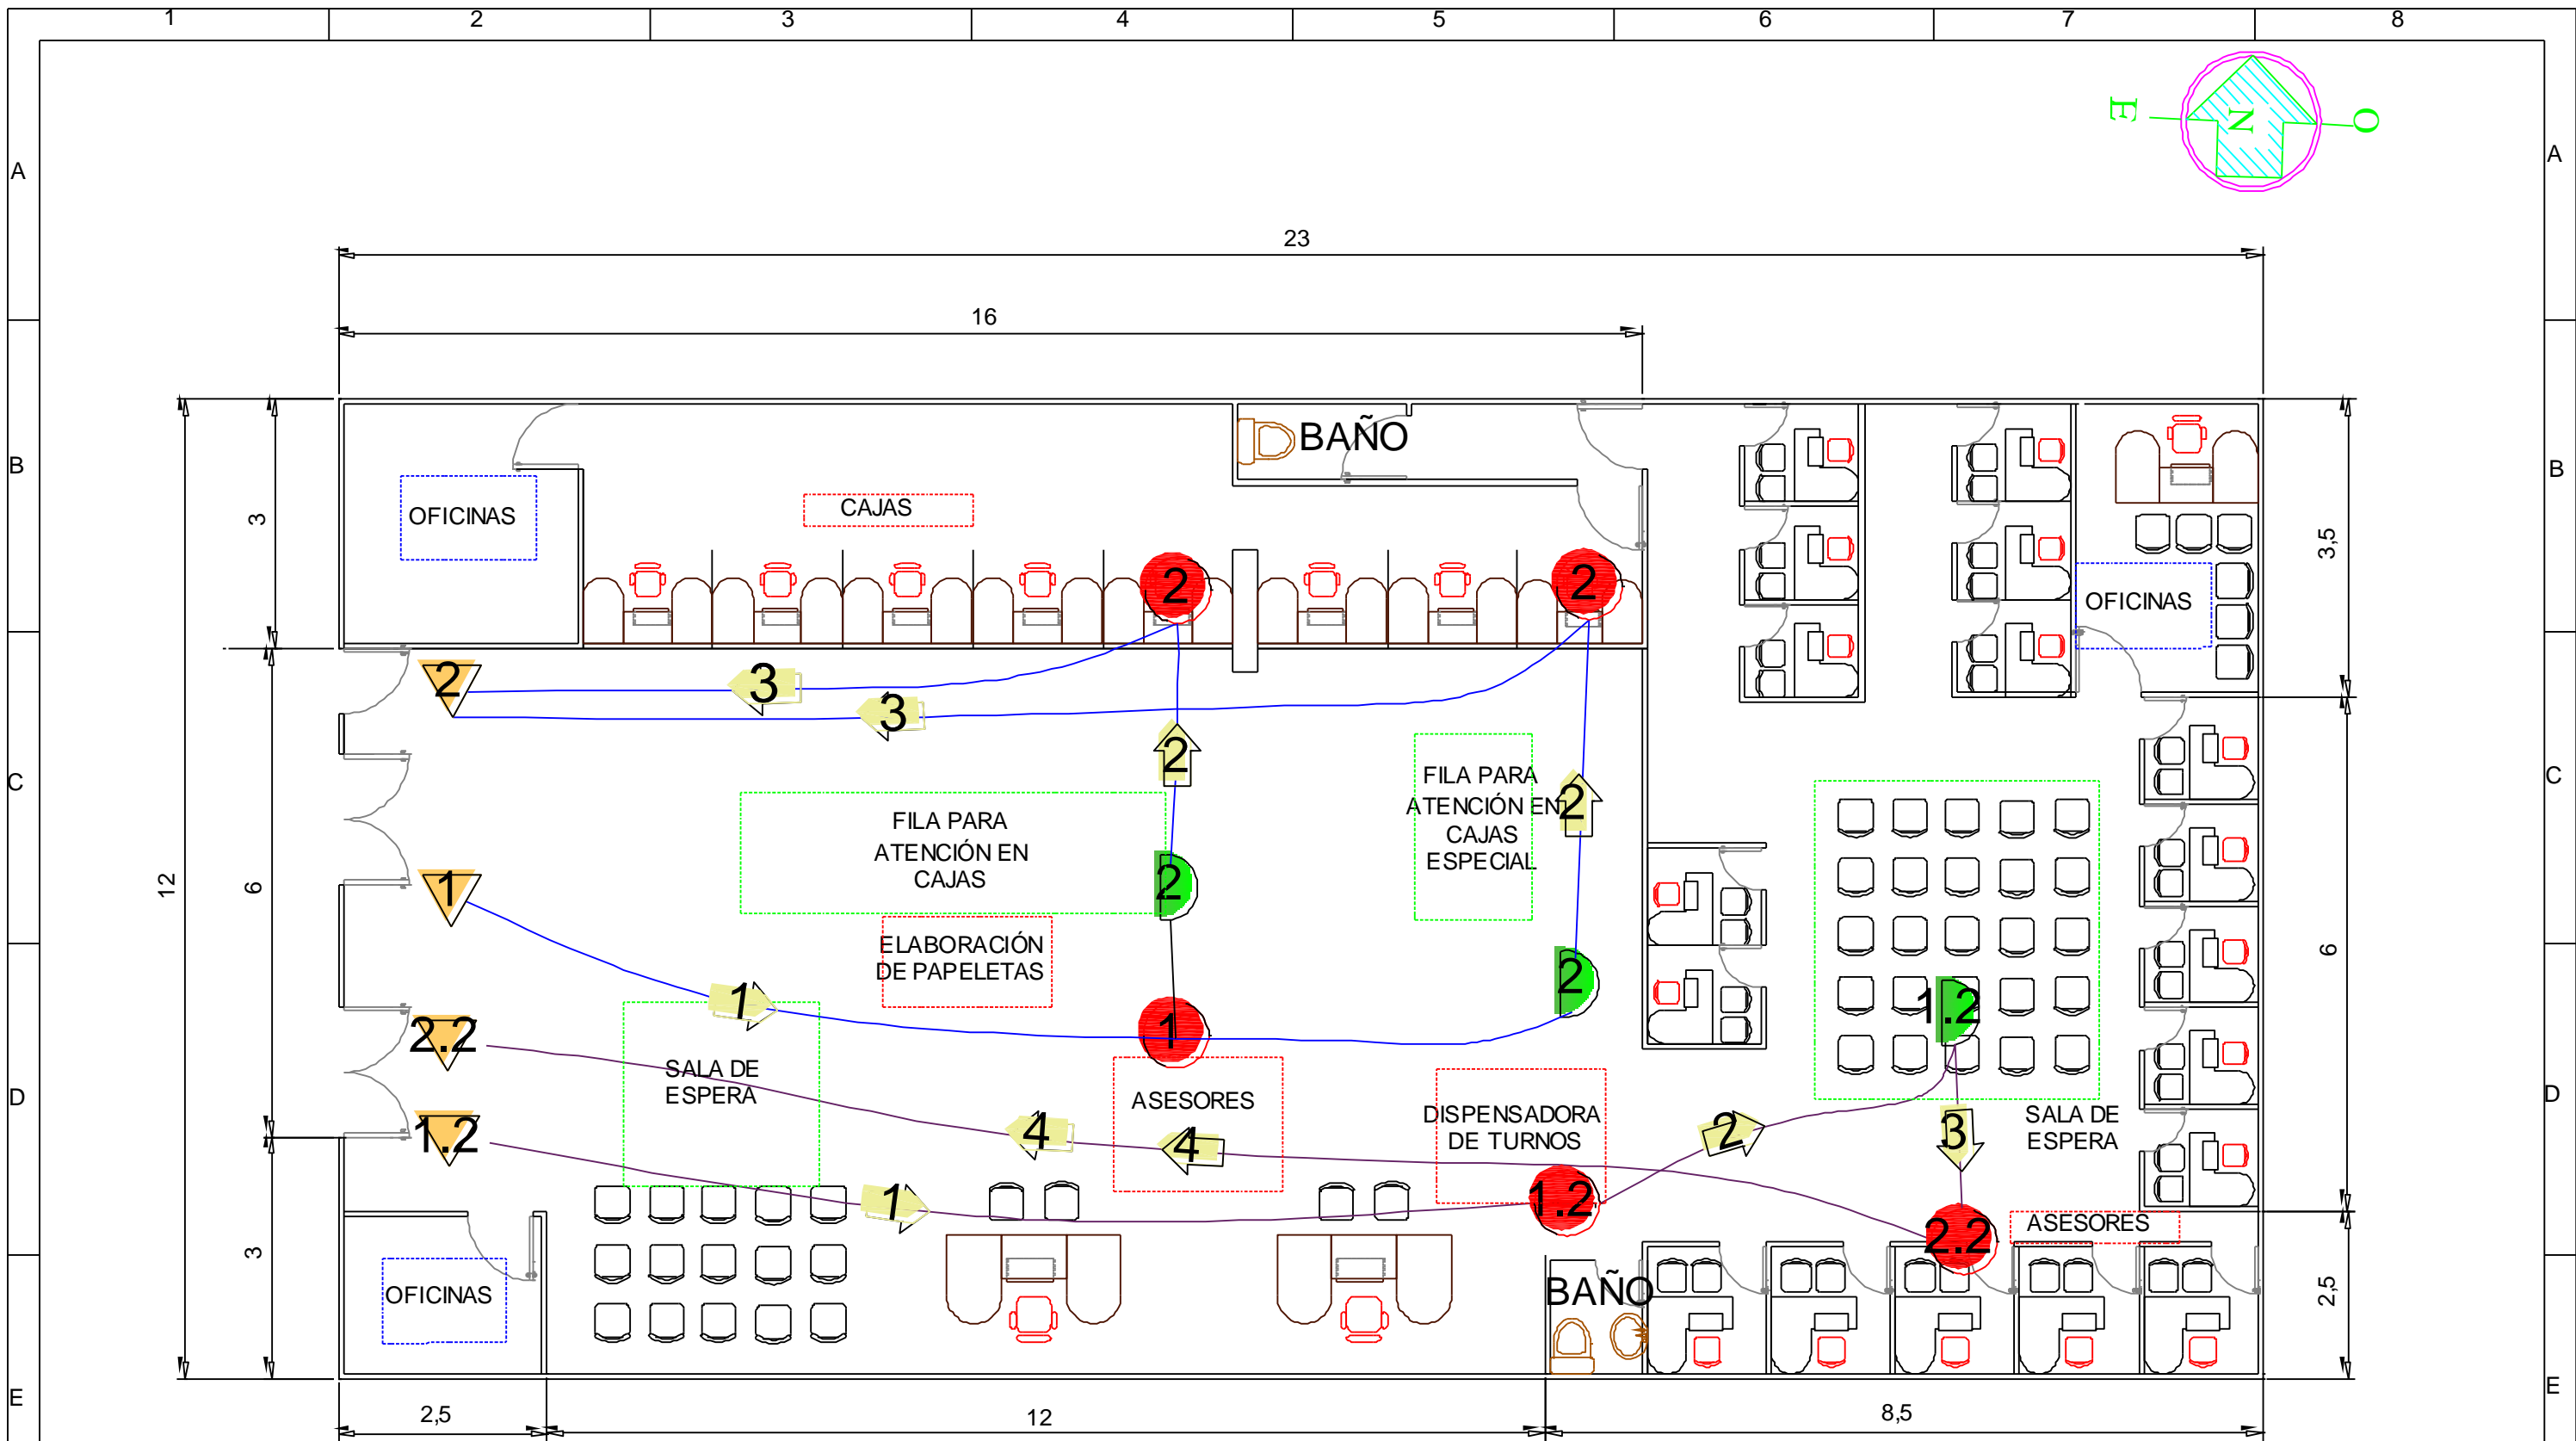 1 2 3 4 5 6 7 8
A A
E N O
23
16
B B
BAÑO
OFICINAS
CAJAS
3
3,5
2 2
OFICINAS
2
3
3
2
C C
FILA PARA
ATENCIÓN EN
CAJAS
ESPECIAL
2
FILA PARA
ATENCIÓN EN
CAJAS
2
12
6
1
6
ELABORACIÓN
DE PAPELETAS
2
1
1
1.2
2.2
SALA DE
ESPERA
D D
ASESORES
DISPENSADORA
DE TURNOS
SALA DE
ESPERA
1.2
4
4
2
3
1
1.2
ASESORES
2.2
3
OFICINAS
BAÑO
2,5
E E
2,5
12
8,5